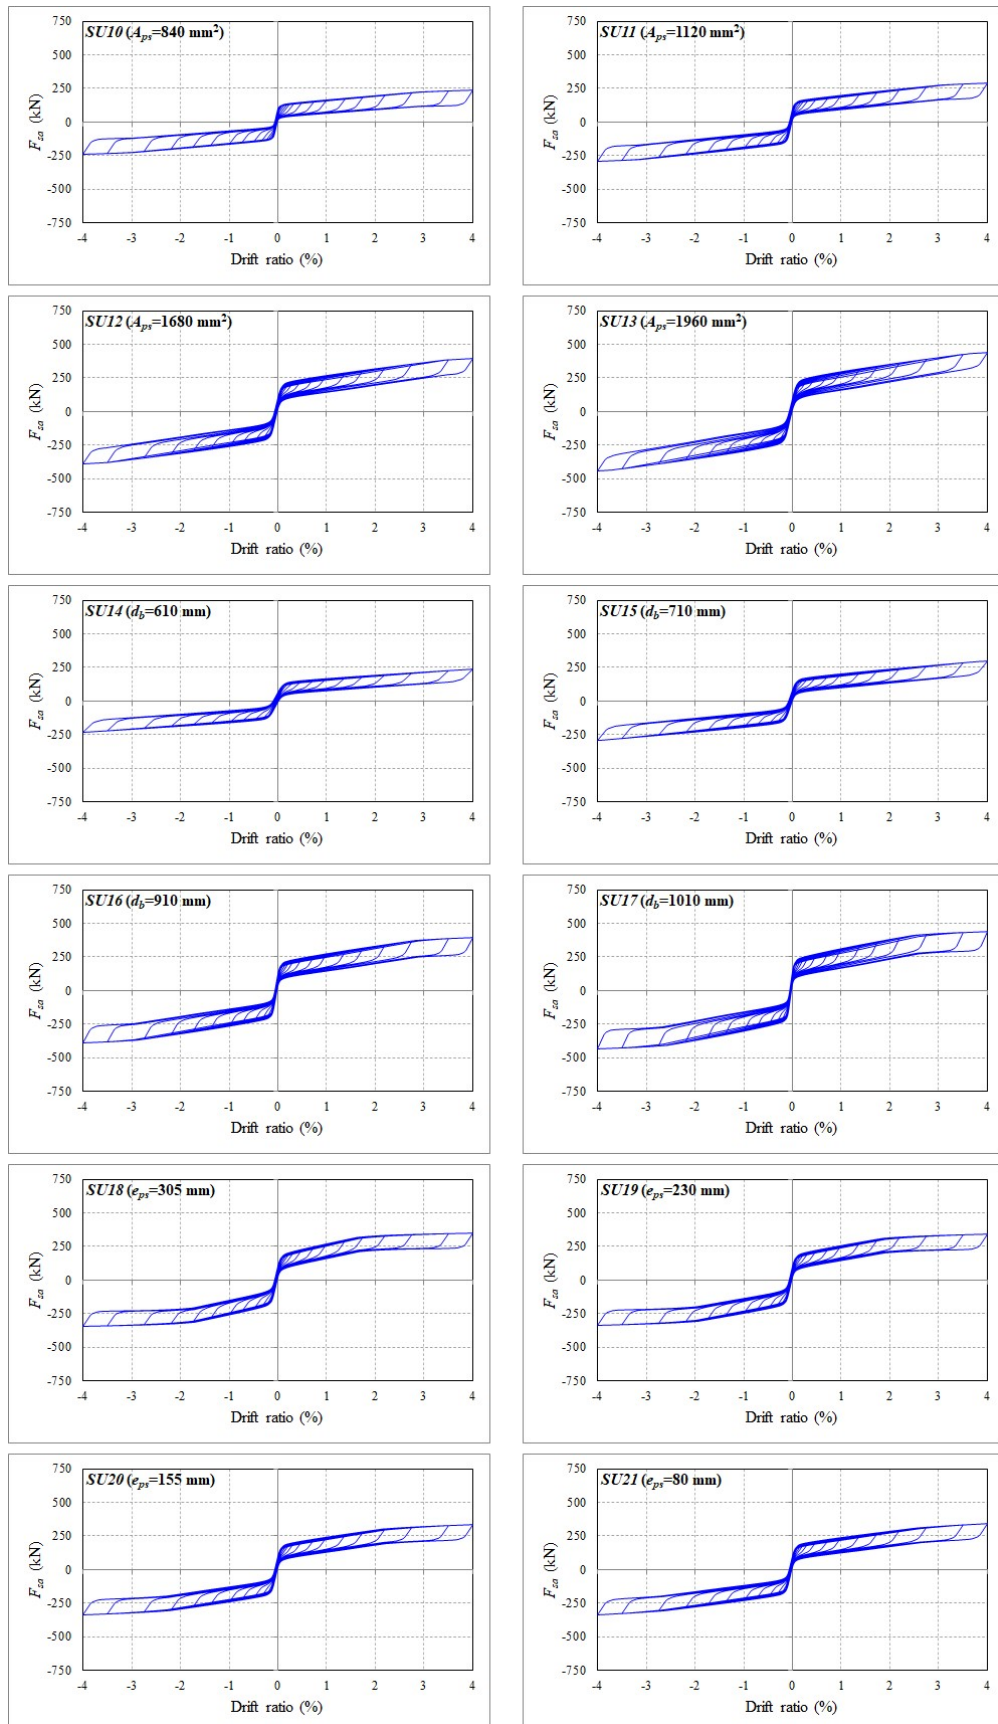 SU10 (Aps=840 mm²)
750
500
250
0
-250
-500
-750
Fsa (kN)
-4 -3 -2 -1 0 1 2 3 4
Drift ratio (%)
SU11 (Aps=1120 mm²)
750
500
250
0
-250
-500
-750
Fsa (kN)
-4 -3 -2 -1 0 1 2 3 4
Drift ratio (%)
SU12 (Aps=1680 mm²)
750
500
250
0
-250
-500
-750
Fsa (kN)
-4 -3 -2 -1 0 1 2 3 4
Drift ratio (%)
SU13 (Aps=1960 mm²)
750
500
250
0
-250
-500
-750
Fsa (kN)
-4 -3 -2 -1 0 1 2 3 4
Drift ratio (%)
SU14 (db=610 mm)
750
500
250
0
-250
-500
-750
Fsa (kN)
-4 -3 -2 -1 0 1 2 3 4
Drift ratio (%)
SU15 (db=710 mm)
750
500
250
0
-250
-500
-750
Fsa (kN)
-4 -3 -2 -1 0 1 2 3 4
Drift ratio (%)
SU16 (db=910 mm)
750
500
250
0
-250
-500
-750
Fsa (kN)
-4 -3 -2 -1 0 1 2 3 4
Drift ratio (%)
SU17 (db=1010 mm)
750
500
250
0
-250
-500
-750
Fsa (kN)
-4 -3 -2 -1 0 1 2 3 4
Drift ratio (%)
SU18 (eps=305 mm)
750
500
250
0
-250
-500
-750
Fsa (kN)
-4 -3 -2 -1 0 1 2 3 4
Drift ratio (%)
SU19 (eps=230 mm)
750
500
250
0
-250
-500
-750
Fsa (kN)
-4 -3 -2 -1 0 1 2 3 4
Drift ratio (%)
SU20 (eps=155 mm)
750
500
250
0
-250
-500
-750
Fsa (kN)
-4 -3 -2 -1 0 1 2 3 4
Drift ratio (%)
SU21 (eps=80 mm)
750
500
250
0
-250
-500
-750
Fsa (kN)
-4 -3 -2 -1 0 1 2 3 4
Drift ratio (%)